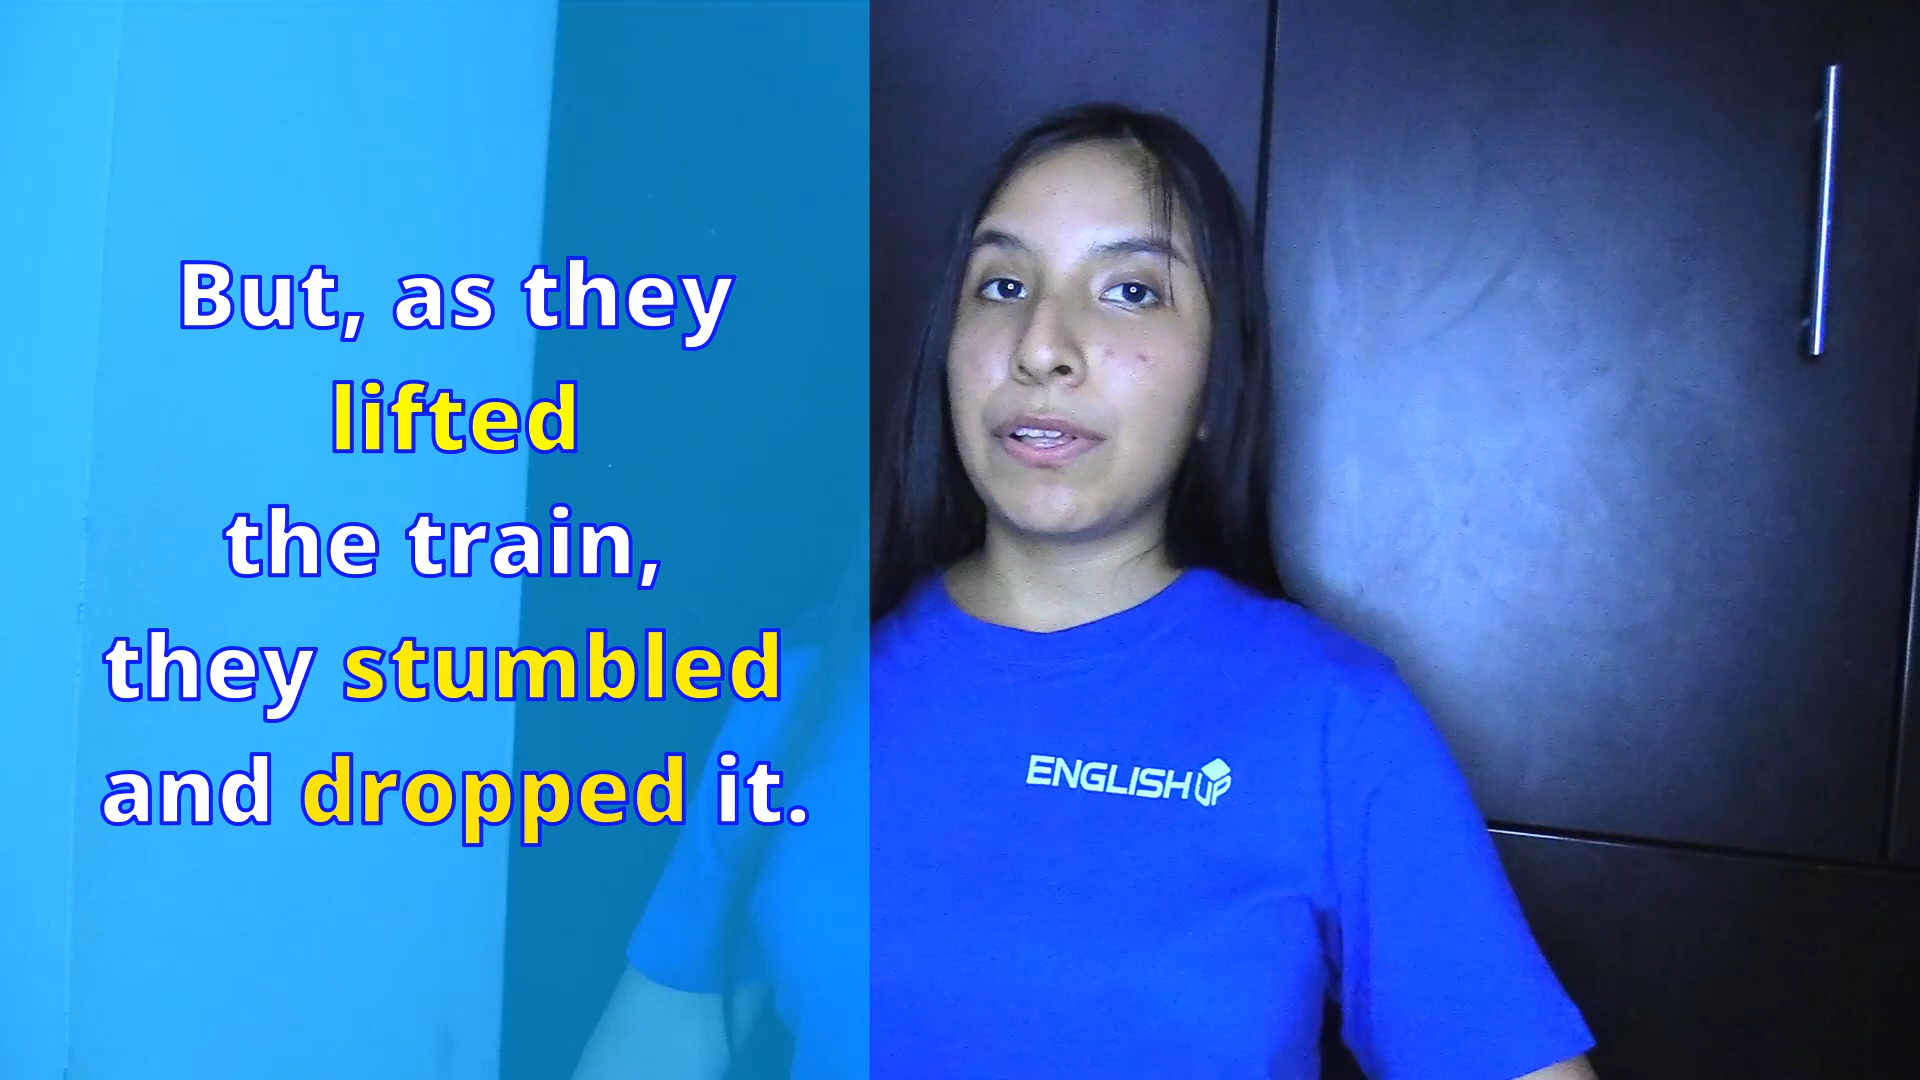 But, as they
lifted
the train,
they stumbled
and dropped it.
ENGLISH UP